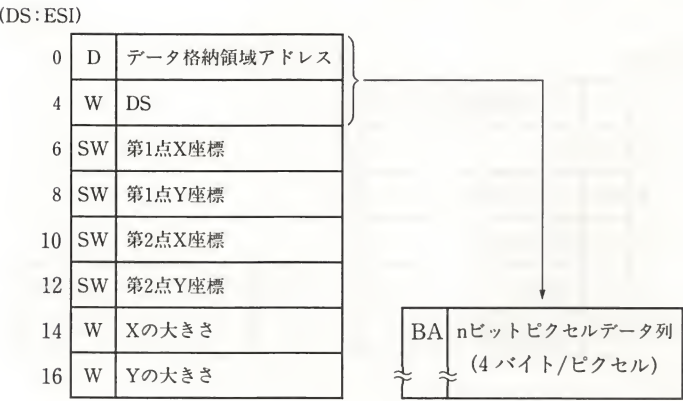 (DS:ESI)
0 D データ格納領域アドレス
4 W DS
6 SW 第1点X座標
8 SW 第1点Y座標
10 SW 第2点X座標
12 SW 第2点Y座標
14 W Xの大きさ
16 W Yの大きさ
BA nビットピクセルデータ列
(4バイト/ピクセル)